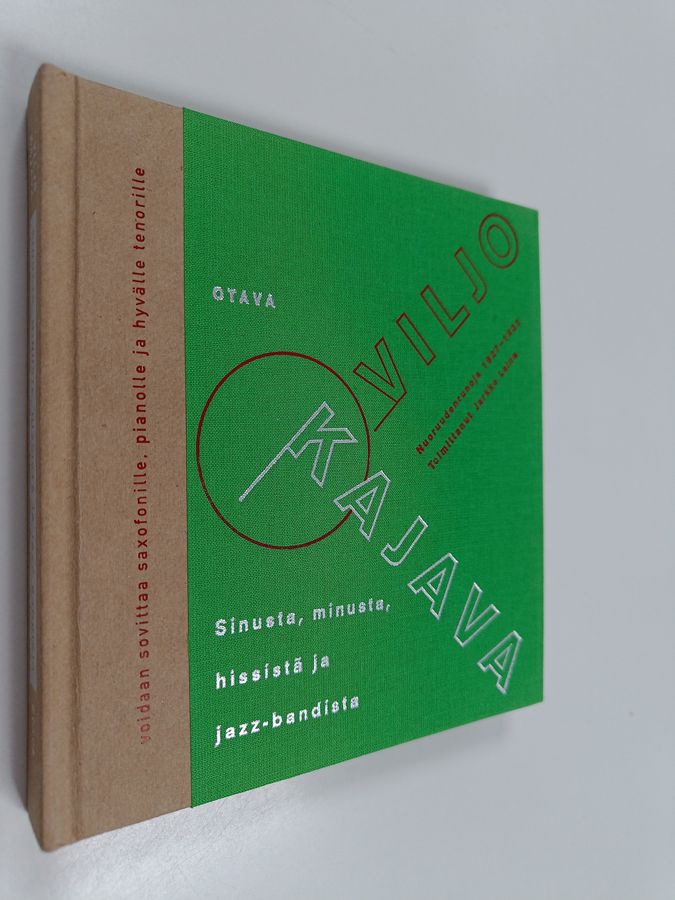 voidaan sovittaa saxofonille, pianolle ja hyvälle tenorille
OTAVA
VILJO
KAJAVA
Nuoruudenrunoja 1927–1932
Toimittanut Jarkko Laine
Sinusta, minusta,
hissistä ja
jazz-bandista